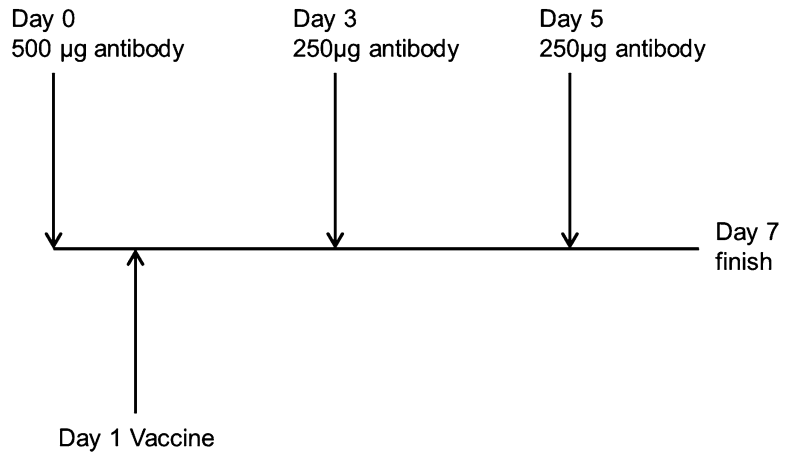 Day 0
500 µg antibody
Day 3
250µg antibody
Day 5
250µg antibody
Day 7
finish
Day 1 Vaccine